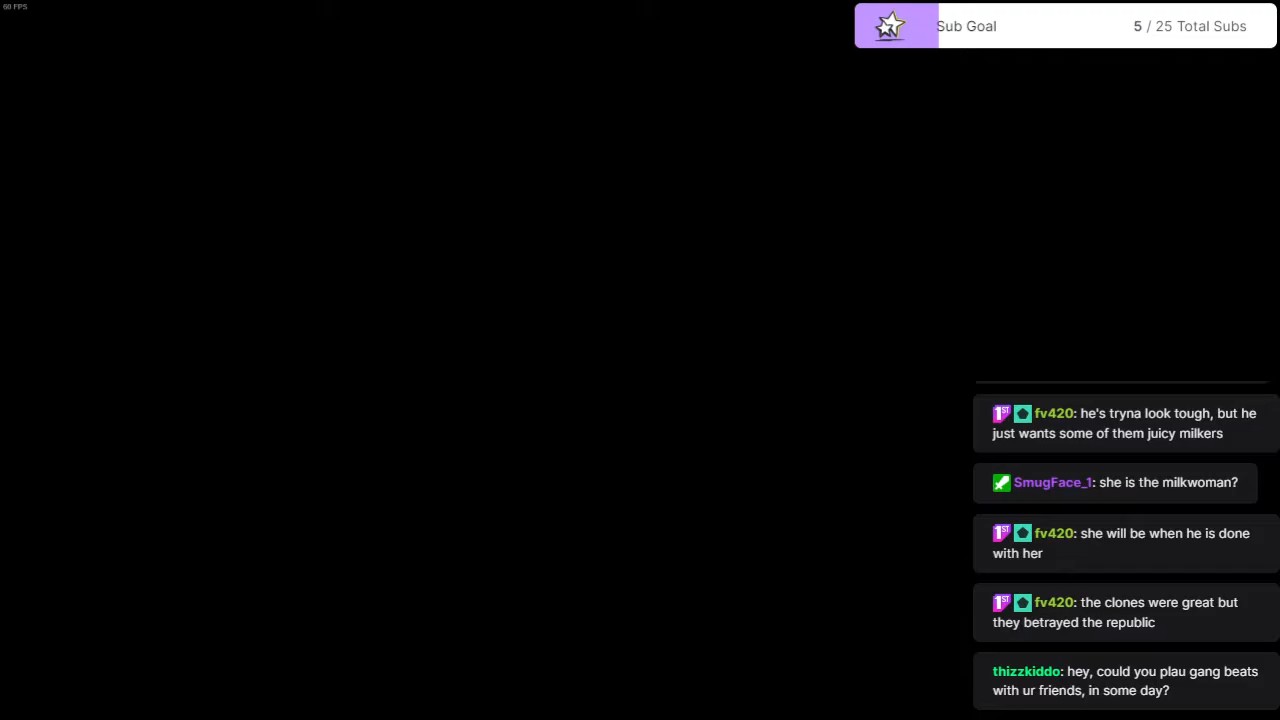 60 FPS
Sub Goal 5 / 25 Total Subs
1ST fv420: he's tryna look tough, but he
just wants some of them juicy milkers
SmugFace_1: she is the milkwoman?
1ST fv420: she will be when he is done
with her
1ST fv420: the clones were great but
they betrayed the republic
thizzkiddo: hey, could you plau gang beats
with ur friends, in some day?